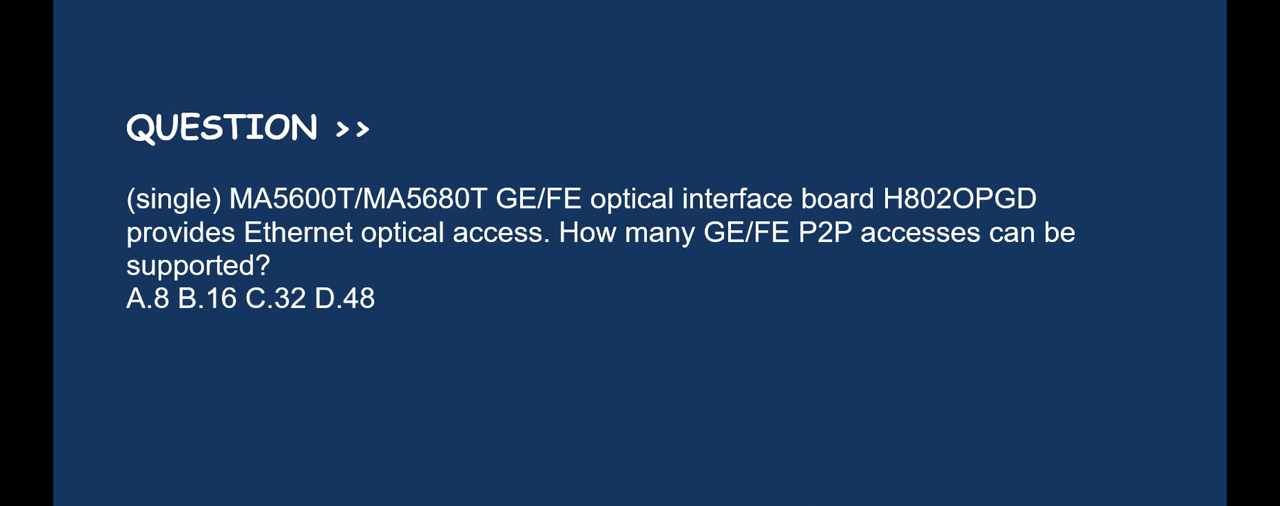 QUESTION >>
(single) MA5600T/MA5680T GE/FE optical interface board H802OPGD
provides Ethernet optical access. How many GE/FE P2P accesses can be
supported?
A.8 B.16 C.32 D.48